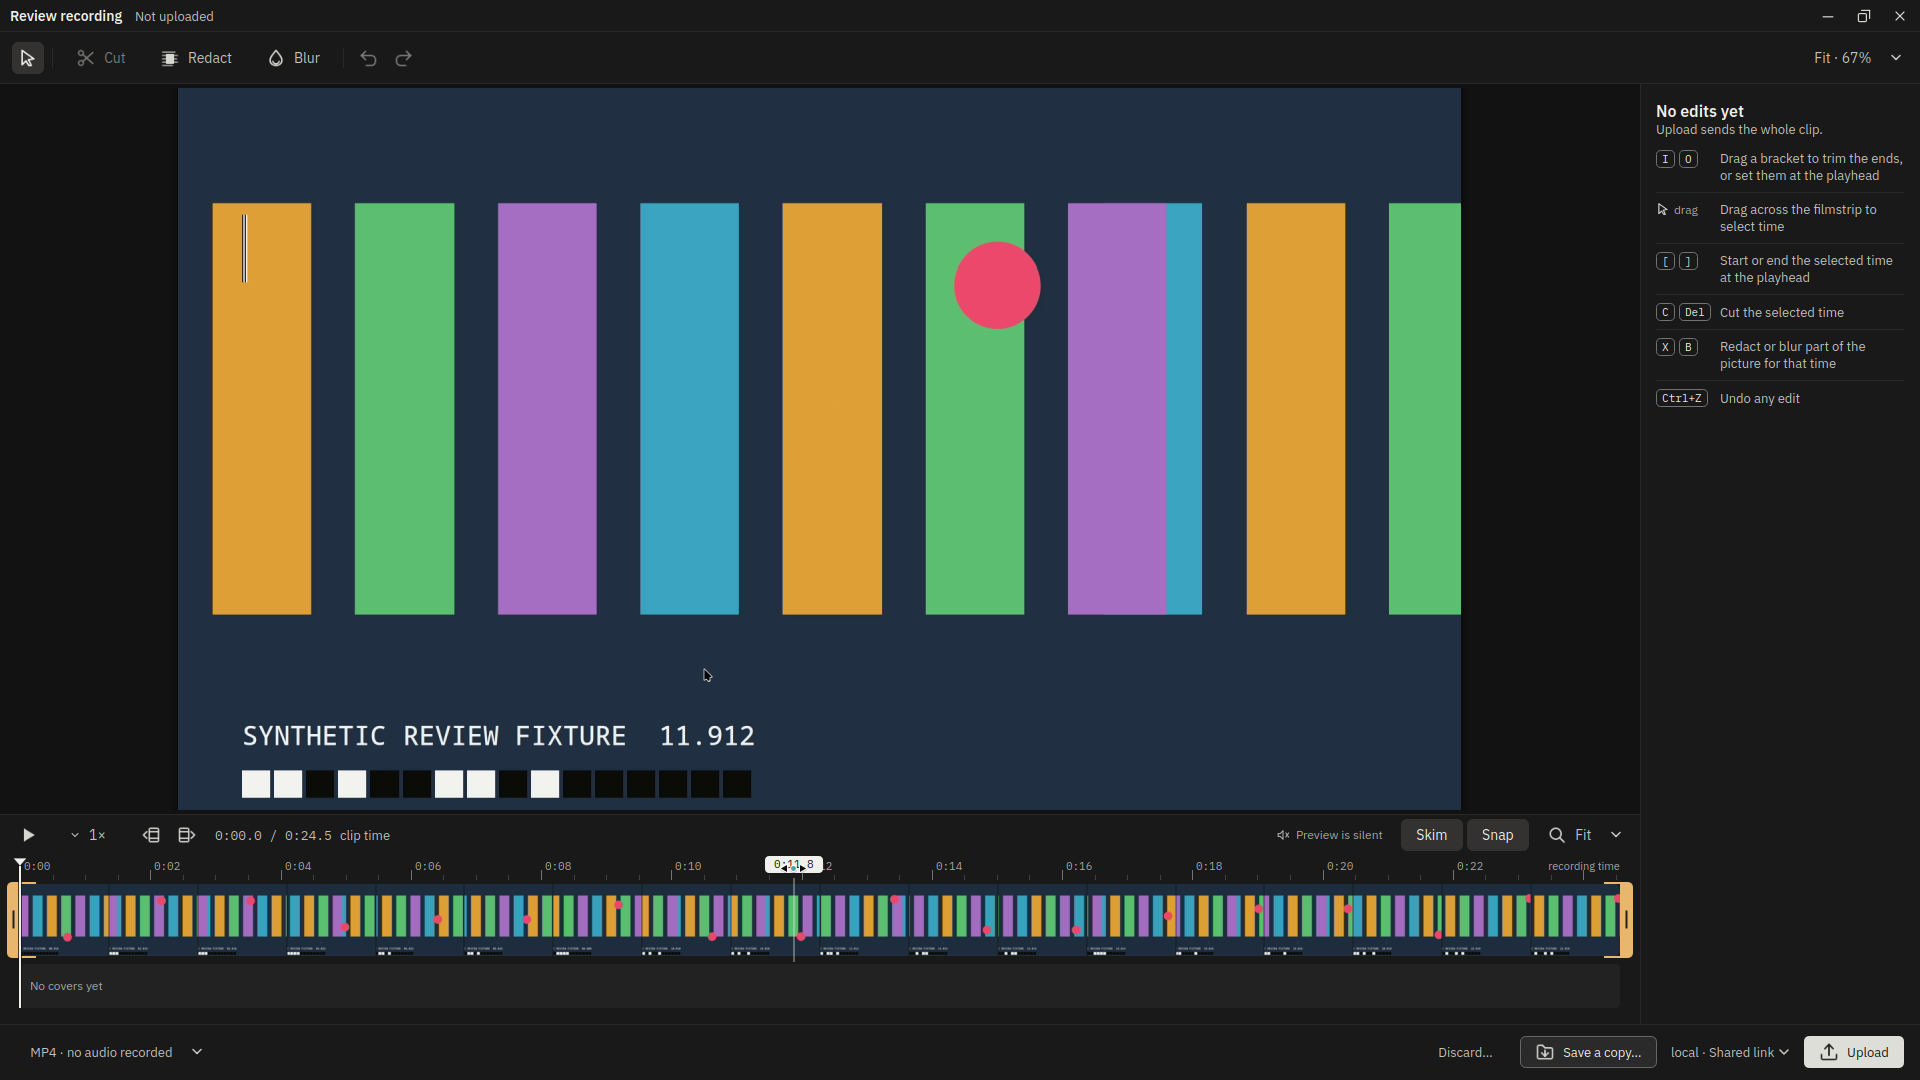 Review recording Not uploaded
Cut Redact Blur Fit · 67%
SYNTHETIC REVIEW FIXTURE 11.912
No edits yet
Upload sends the whole clip.
I O Drag a bracket to trim the ends,
or set them at the playhead
drag Drag across the filmstrip to
select time
[ ] Start or end the selected time
at the playhead
C Del Cut the selected time
X B Redact or blur part of the
picture for that time
Ctrl+Z Undo any edit
1× 0:00.0 / 0:24.5 clip time Preview is silent Skim Snap Fit
0:00 0:02 0:04 0:06 0:08 0:10 0:14 0:16 0:18 0:20 0:22 recording time
No covers yet
MP4 · no audio recorded Discard... Save a copy... local · Shared link Upload